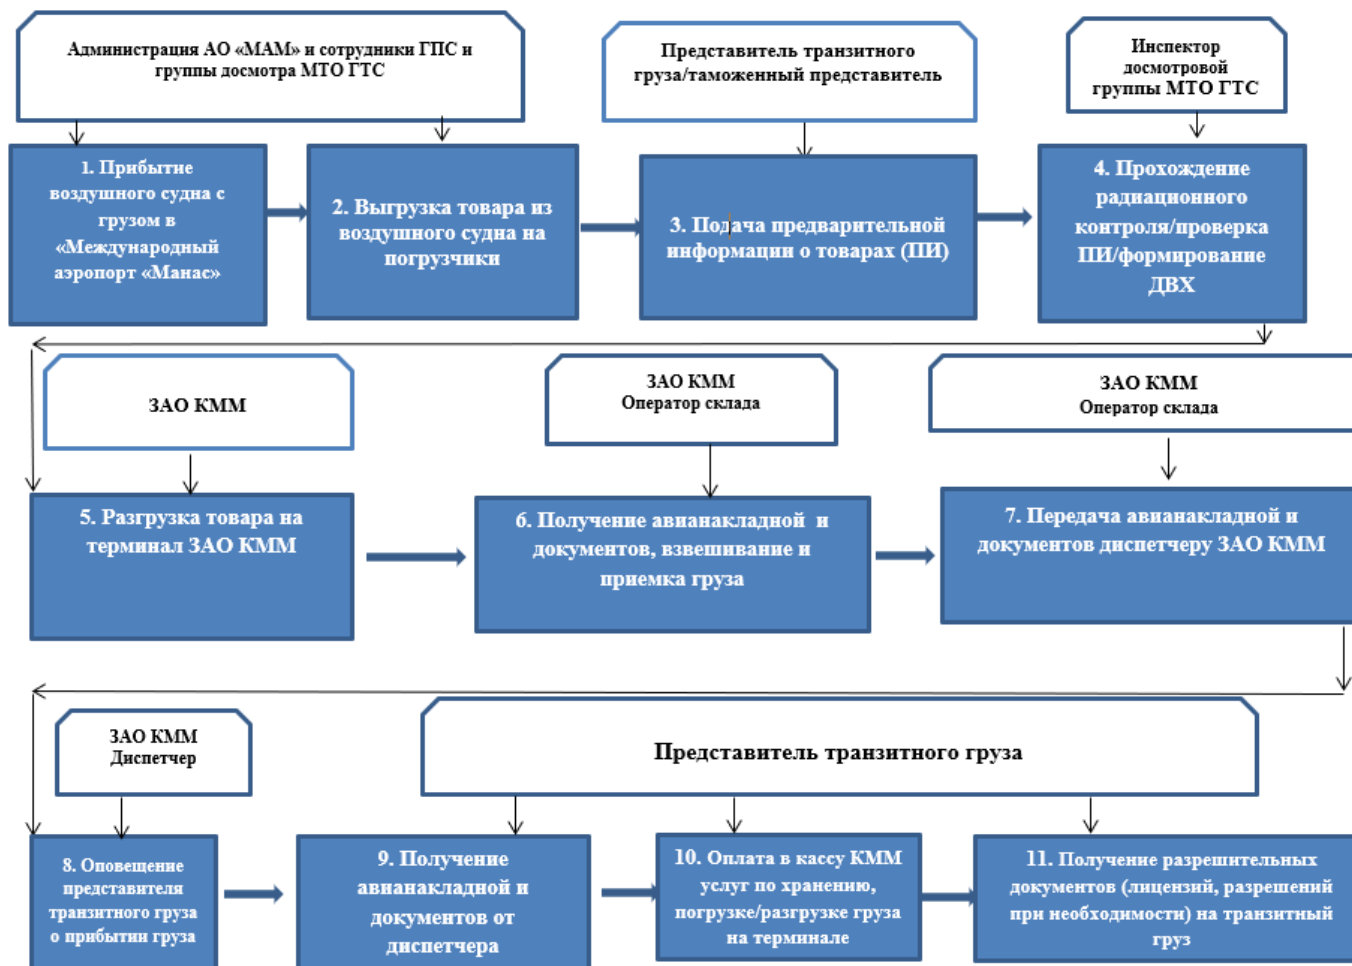 Администрация АО «МАМ» и сотрудники ГПС и
группы досмотра МТО ГТС
Представитель транзитного
груза/таможенный представитель
Инспектор
досмотровой
группы МТО ГТС
1. Прибытие
воздушного судна с
грузом в
«Международный
аэропорт «Манас»
2. Выгрузка товара из
воздушного судна на
погрузчики
3. Подача предварительной
информации о товарах (ПИ)
4. Прохождение
радиационного
контроля/проверка
ПИ/формирование
ДВХ
ЗАО КММ
ЗАО КММ
Оператор склада
ЗАО КММ
Оператор склада
5. Разгрузка товара на
терминал ЗАО КММ
6. Получение авианакладной и
документов, взвешивание и
приемка груза
7. Передача авианакладной и
документов диспетчеру ЗАО КММ
ЗАО КММ
Диспетчер
Представитель транзитного груза
8. Оповещение
представителя
транзитного груза
о прибытии груза
9. Получение
авианакладной и
документов от
диспетчера
10. Оплата в кассу КММ
услуг по хранению,
погрузке/разгрузке груза
на терминале
11. Получение разрешительных
документов (лицензий, разрешений
при необходимости) на транзитный
груз